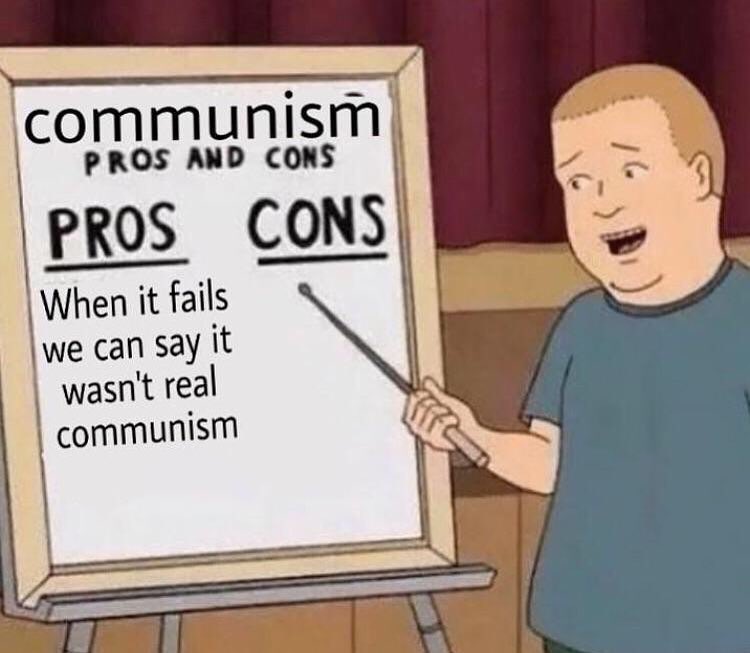 communism
PROS AND CONS
PROS CONS
When it fails
we can say it
wasn't real
communism